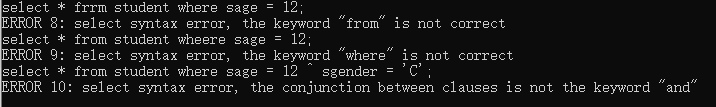 select * frrm student where sage = 12;
ERROR 8: select syntax error, the keyword "from" is not correct
select * from student wheere sage = 12;
ERROR 9: select syntax error, the keyword "where" is not correct
select * from student where sage = 12 ^ sgender = 'C';
ERROR 10: select syntax error, the conjunction between clauses is not the keyword "and"